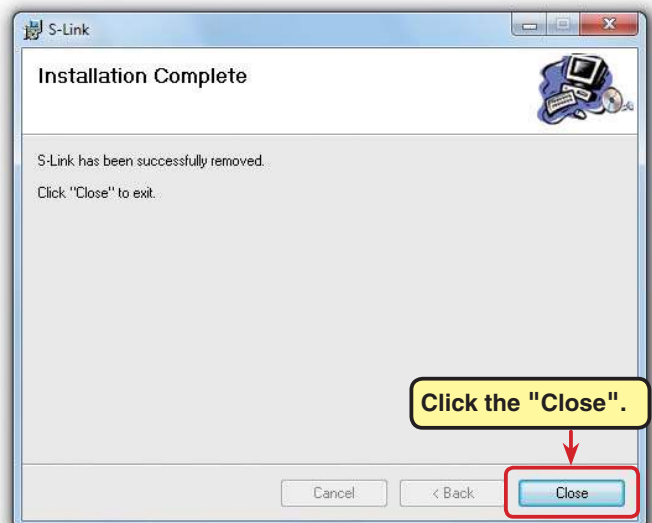 S-Link
Installation Complete
S-Link has been successfully removed.
Click "Close" to exit.
Click the "Close".
Cancel
< Back
Close